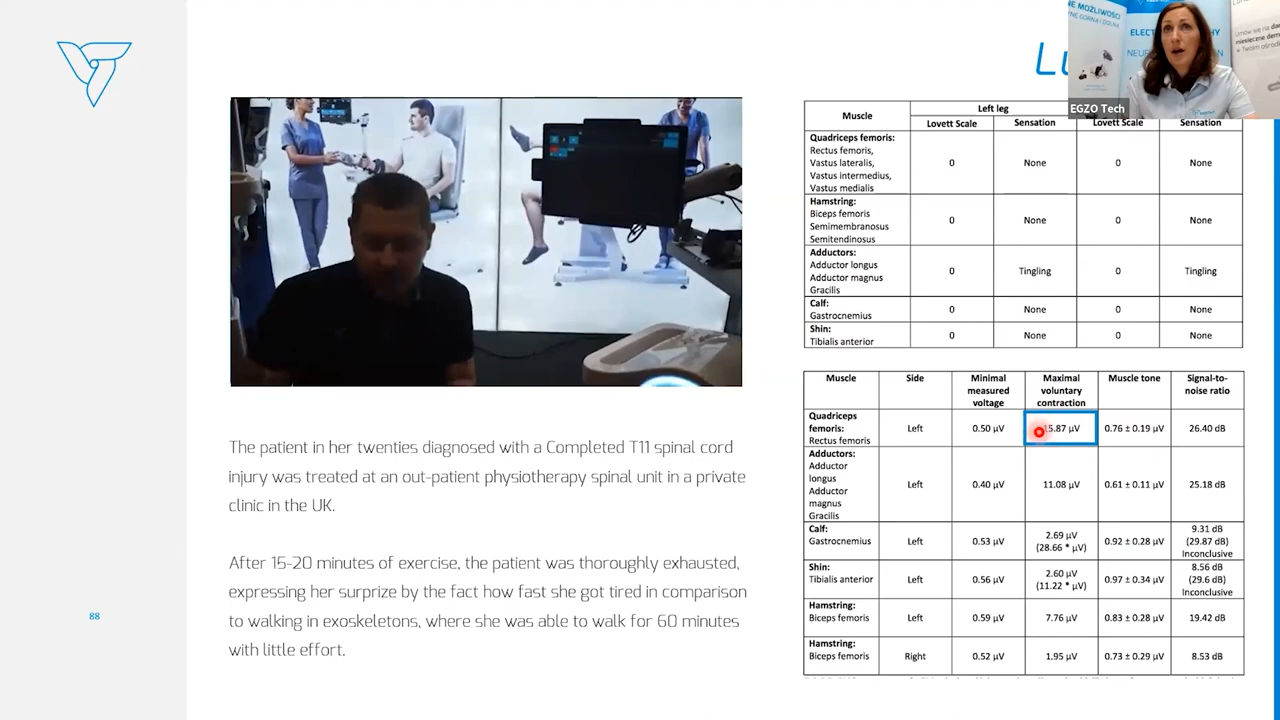 NE MOŻLIWOŚCI
EGZO Tech
Muscle
Left leg
Lovett Scale
Sensation
Lovett Scale
Sensation
Quadriceps femoris:
Rectus femoris,
Vastus lateralis,
Vastus intermedius,
Vastus medialis
0
None
0
None
Hamstring:
Biceps femoris
Semimembranosus
Semitendinosus
0
None
0
None
Adductors:
Adductor longus
Adductor magnus
Gracilis
0
Tingling
0
Tingling
Calf:
Gastrocnemius
0
None
0
None
Shin:
Tibialis anterior
0
None
0
None
The patient in her twenties diagnosed with a Completed T11 spinal cord
injury was treated at an out-patient physiotherapy spinal unit in a private
clinic in the UK.
After 15-20 minutes of exercise, the patient was thoroughly exhausted,
expressing her surprize by the fact how fast she got tired in comparison
to walking in exoskeletons, where she was able to walk for 60 minutes
with little effort.
88
Muscle
Side
Minimal
measured
voltage
Maximal
voluntary
contraction
Muscle tone
Signal-to-
noise ratio
Quadriceps
femoris:
Rectus femoris
Left
0.50 µV
5.87 µV
0.76 ± 0.19 µV
26.40 dB
Adductors:
Adductor
longus
Adductor
magnus
Gracilis
Left
0.40 µV
11.08 µV
0.61 ± 0.11 µV
25.18 dB
Calf:
Gastrocnemius
Left
0.53 µV
2.69 µV
(28.66 * µV)
0.92 ± 0.28 µV
9.31 dB
(29.87 dB)
Inconclusive
Shin:
Tibialis anterior
Left
0.56 µV
2.60 µV
(11.22 * µV)
0.97 ± 0.34 µV
8.56 dB
(29.6 dB)
Inconclusive
Hamstring:
Biceps femoris
Left
0.59 µV
7.76 µV
0.83 ± 0.28 µV
19.42 dB
Hamstring:
Biceps femoris
Right
0.52 µV
1.95 µV
0.73 ± 0.29 µV
8.53 dB